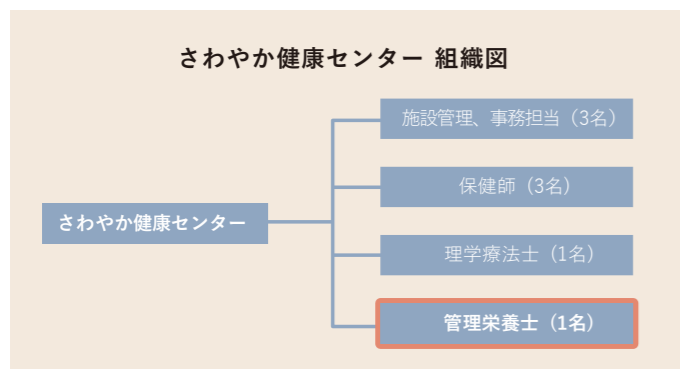 さわやか健康センター 組織図
施設管理、事務担当（3名）
保健師（3名）
さわやか健康センター
理学療法士（1名）
管理栄養士（1名）